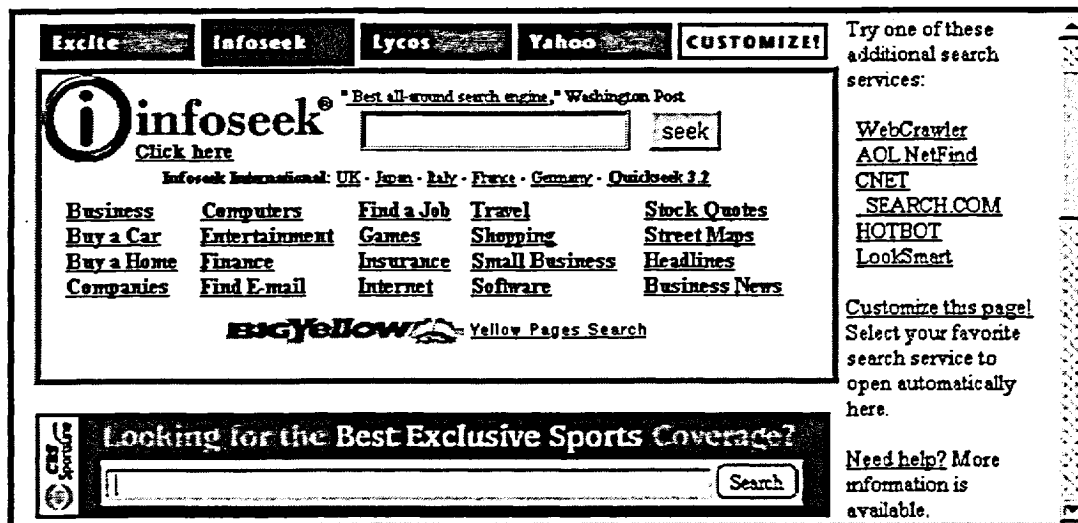 Excite Infoseek Lycos Yahoo CUSTOMIZE!
infoseek®
Click here
"Best all-around search engine," Washington Post
seek
Infoseek International: UK - Japan - Italy - France - Germany - Quickseek 3.2
Business Computers Find a Job Travel Stock Quotes
Buy a Car Entertainment Games Shopping Street Maps
Buy a Home Finance Insurance Small Business Headlines
Companies Find E-mail Internet Software Business News
BIGYELLOW Yellow Pages Search
CBS SportsLine
Looking for the Best Exclusive Sports Coverage?
Search
Try one of these
additional search
services:
WebCrawler
AOL NetFind
CNET
SEARCH.COM
HOTBOT
LookSmart
Customize this page!
Select your favorite
search service to
open automatically
here.
Need help? More
information is
available.